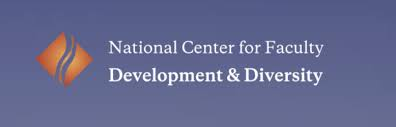 National Center for Faculty
Development & Diversity